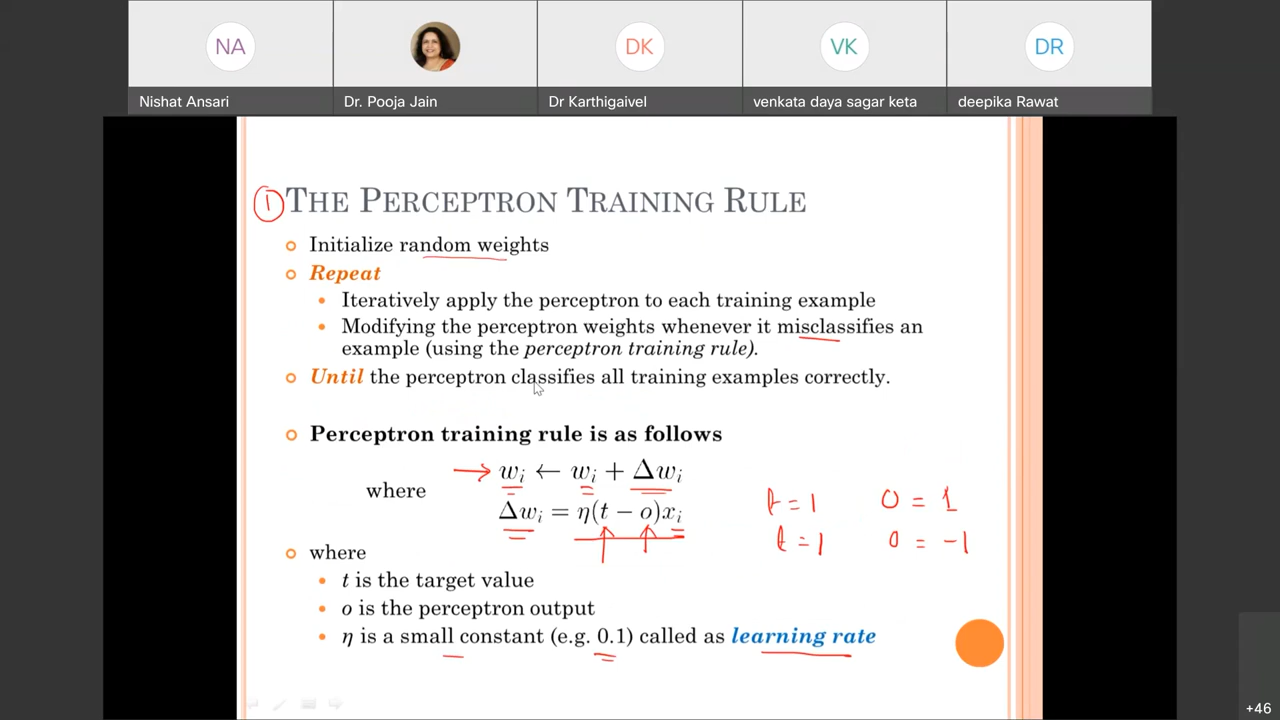 NA
DK
VK
DR
Nishat Ansari
Dr. Pooja Jain
Dr Karthigaivel
venkata daya sagar keta
deepika Rawat
① THE PERCEPTRON TRAINING RULE
Initialize random weights
Repeat
Iteratively apply the perceptron to each training example
Modifying the perceptron weights whenever it misclassifies an
example (using the perceptron training rule).
Until the perceptron classifies all training examples correctly.
Perceptron training rule is as follows
→ wᵢ ← wᵢ + Δwᵢ
where
Δwᵢ = η(t − o)xᵢ
t = 1 o = 1
t = 1 o = -1
where
t is the target value
o is the perceptron output
η is a small constant (e.g. 0.1) called as learning rate
+46